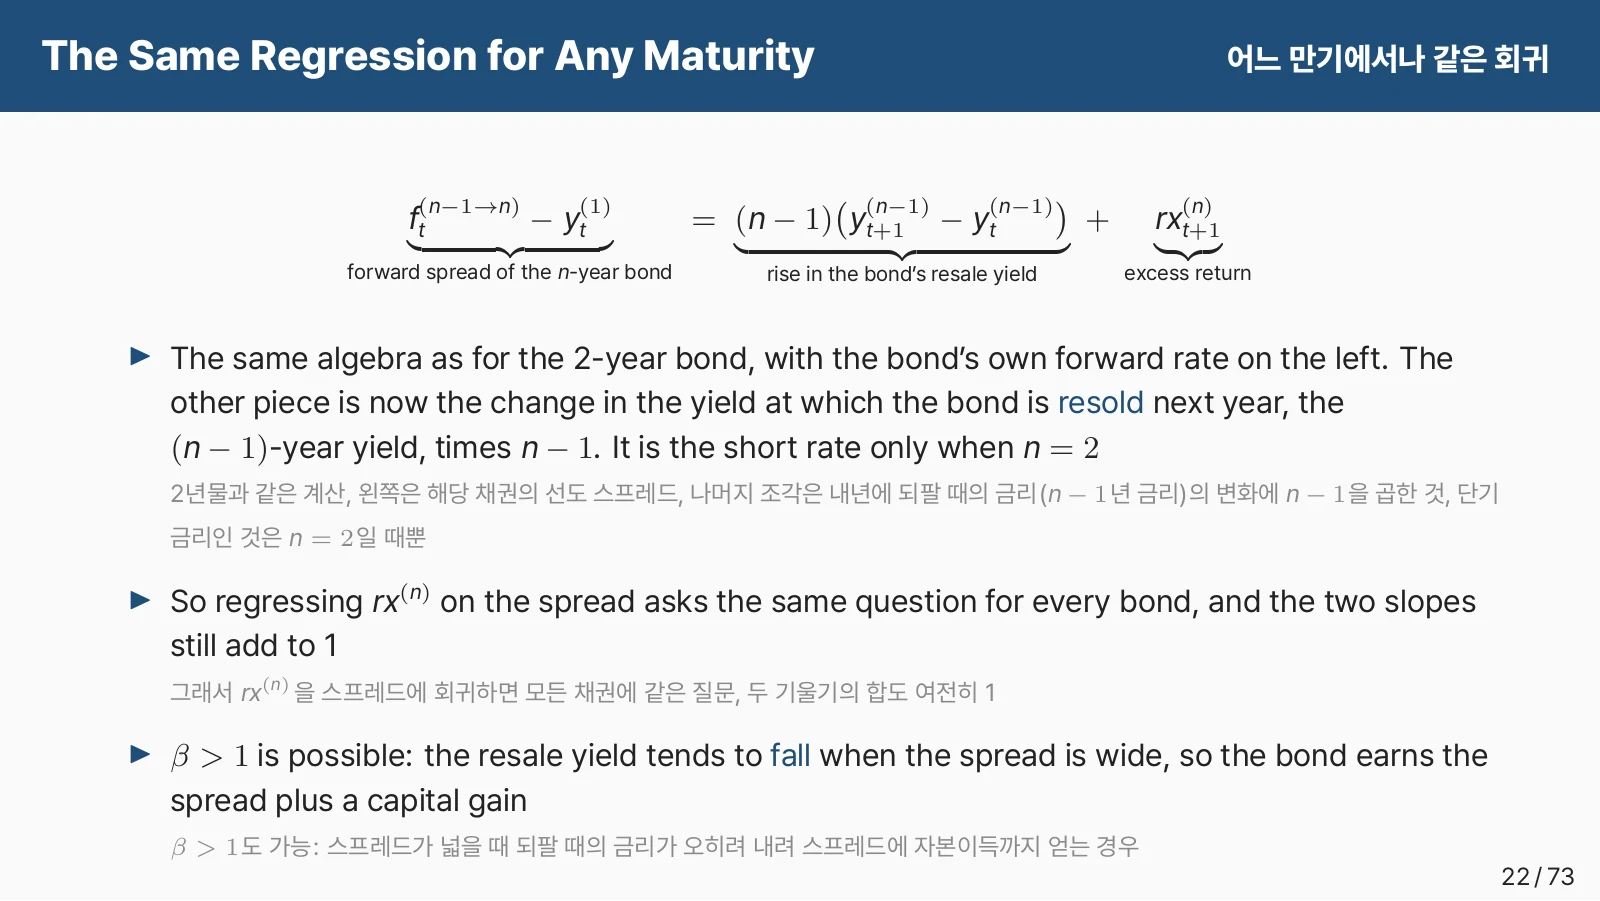 The Same Regression for Any Maturity
어느 만기에서나 같은 회귀
f_t^{(n−1→n)} − y_t^{(1)} = (n − 1)(y_{t+1}^{(n−1)} − y_t^{(n−1)}) + rx_{t+1}^{(n)}
forward spread of the n-year bond
rise in the bond’s resale yield
excess return
▶ The same algebra as for the 2-year bond, with the bond’s own forward rate on the left. The
other piece is now the change in the yield at which the bond is resold next year, the
(n − 1)-year yield, times n − 1. It is the short rate only when n = 2
2년물과 같은 계산, 왼쪽은 해당 채권의 선도 스프레드, 나머지 조각은 내년에 되팔 때의 금리(n − 1년 금리)의 변화에 n − 1을 곱한 것, 단기
금리인 것은 n = 2일 때뿐
▶ So regressing rx^{(n)} on the spread asks the same question for every bond, and the two slopes
still add to 1
그래서 rx^{(n)}을 스프레드에 회귀하면 모든 채권에 같은 질문, 두 기울기의 합도 여전히 1
▶ β > 1 is possible: the resale yield tends to fall when the spread is wide, so the bond earns the
spread plus a capital gain
β > 1도 가능: 스프레드가 넓을 때 되팔 때의 금리가 오히려 내려 스프레드에 자본이득까지 얻는 경우
22 / 73